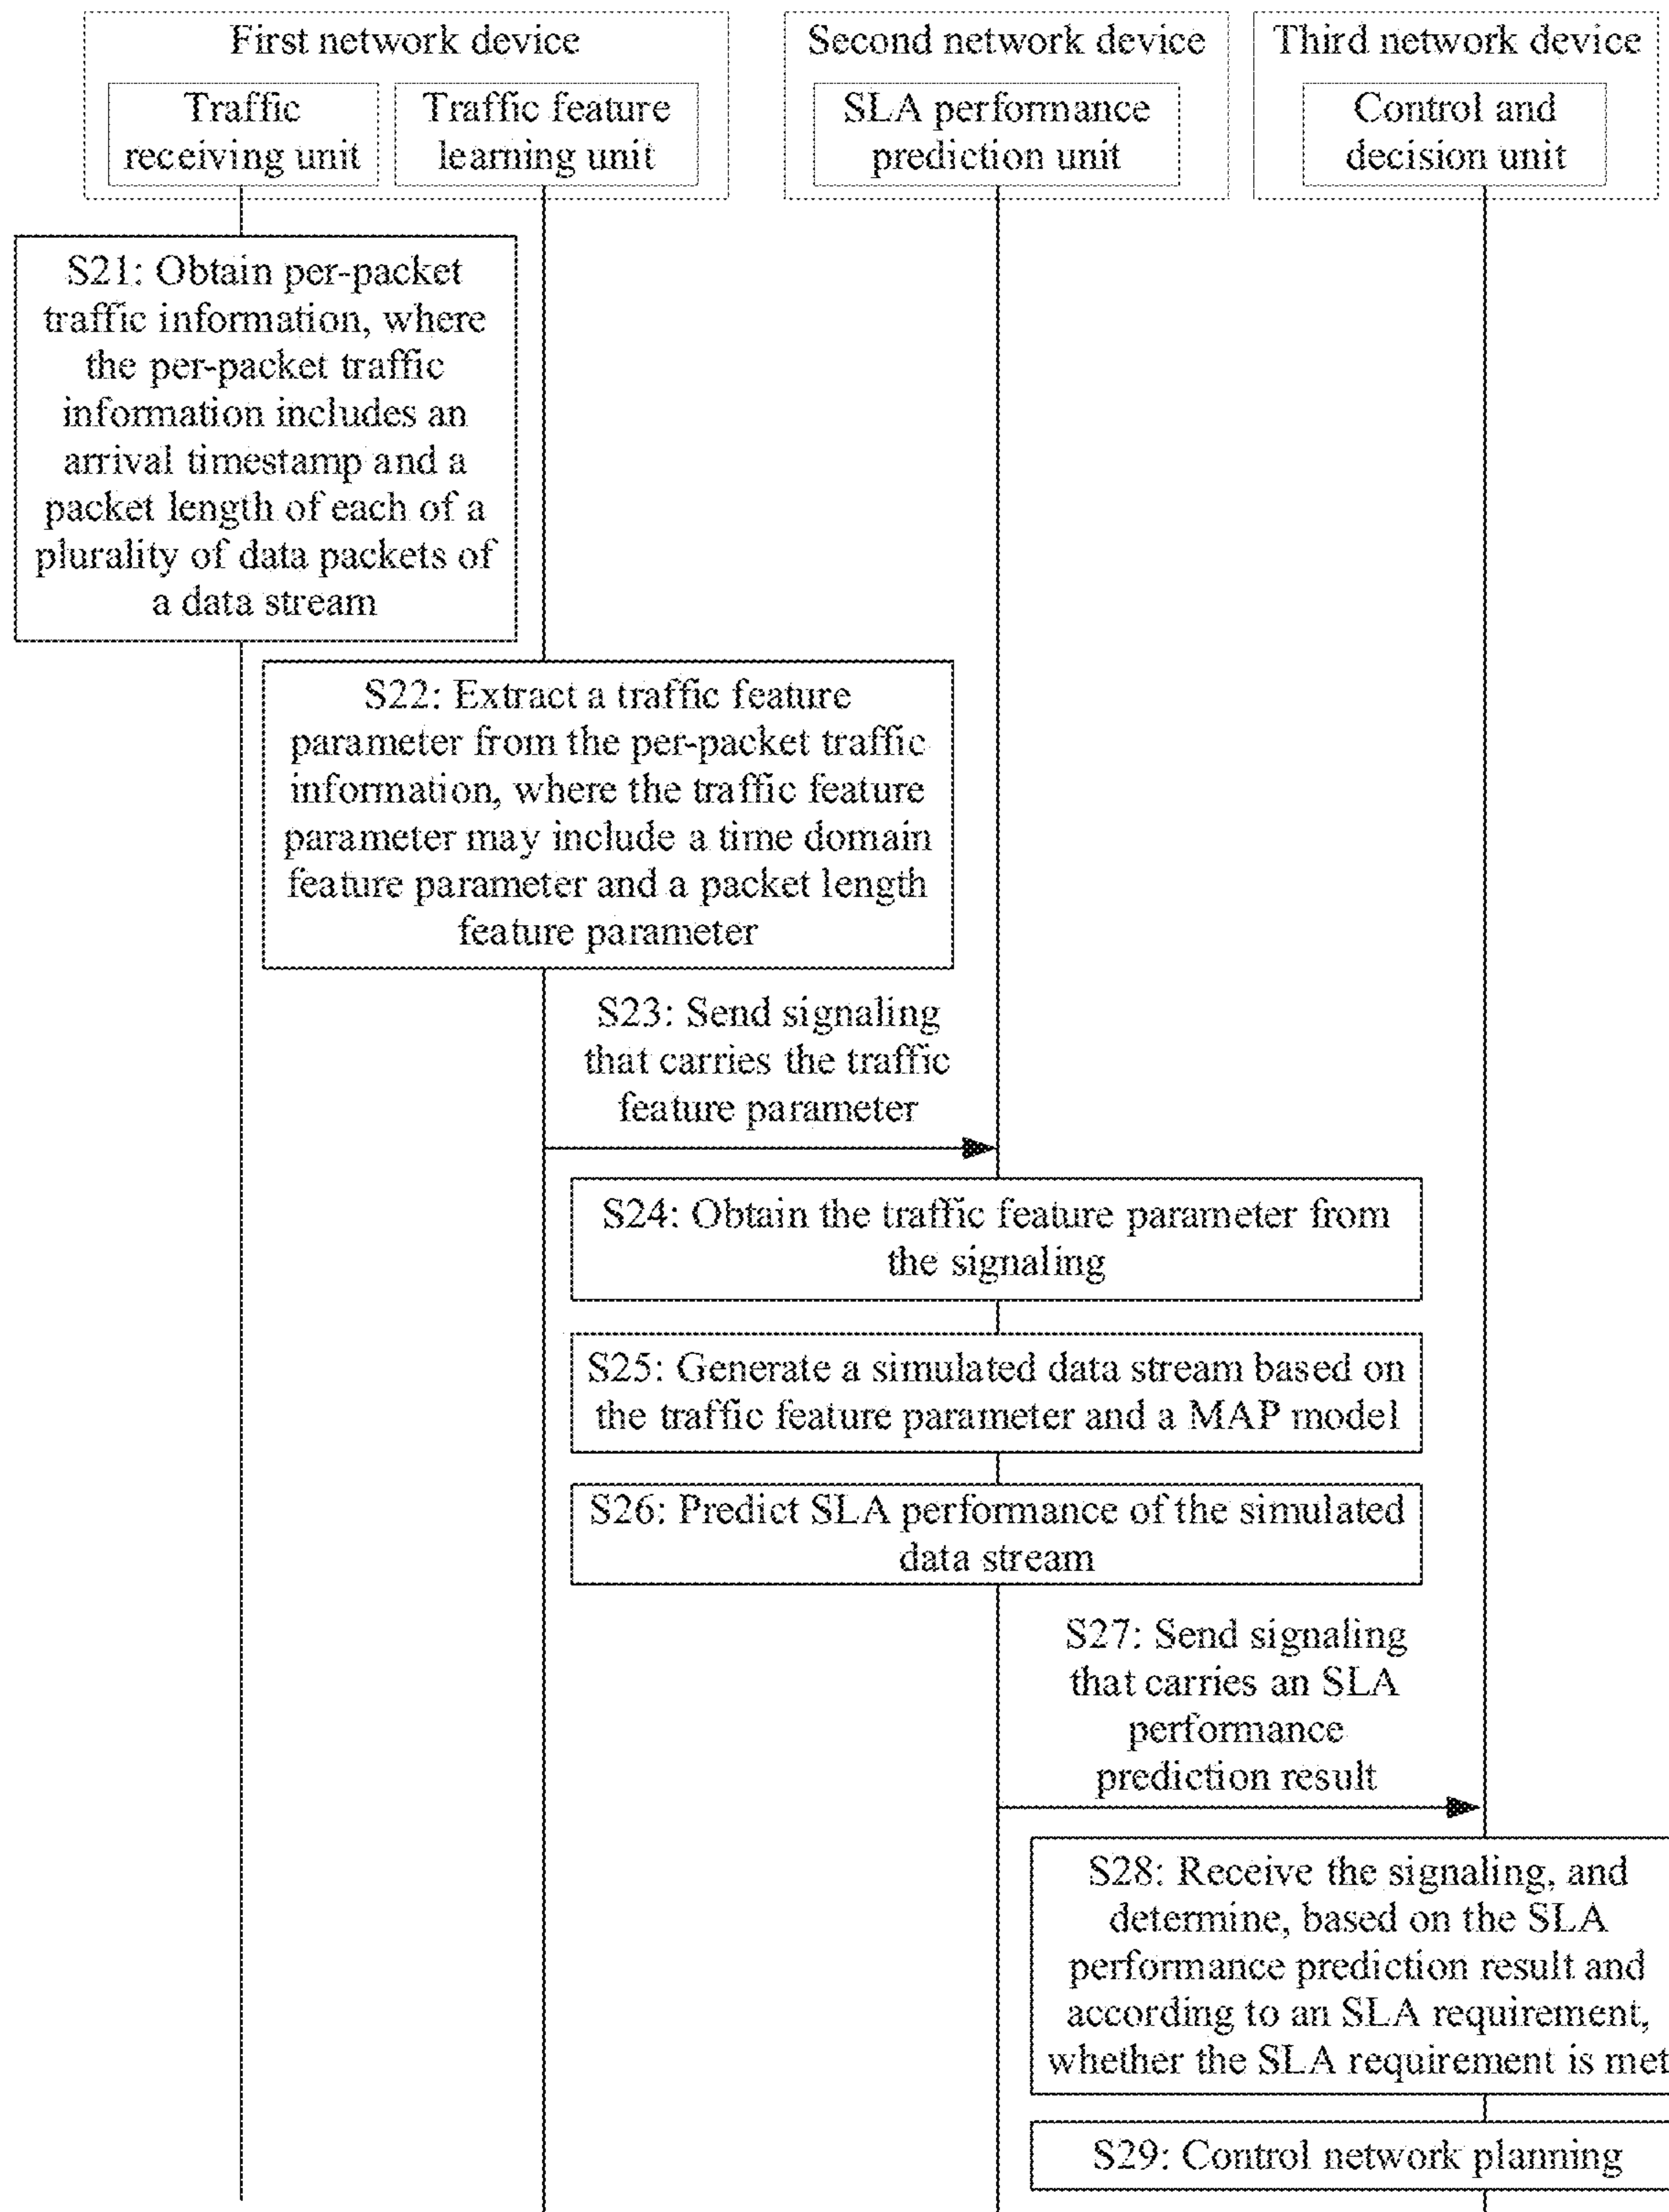 First network device
Second network device
Third network device
Traffic
receiving unit
Traffic feature
learning unit
SLA performance
prediction unit
Control and
decision unit
S21: Obtain per-packet
traffic information, where
the per-packet traffic
information includes an
arrival timestamp and a
packet length of each of a
plurality of data packets of
a data stream
S22: Extract a traffic feature
parameter from the per-packet traffic
information, where the traffic feature
parameter may include a time domain
feature parameter and a packet length
feature parameter
S23: Send signaling
that carries the traffic
feature parameter
S24: Obtain the traffic feature parameter from
the signaling
S25: Generate a simulated data stream based on
the traffic feature parameter and a MAP model
S26: Predict SLA performance of the simulated
data stream
S27: Send signaling
that carries an SLA
performance
prediction result
S28: Receive the signaling, and
determine, based on the SLA
performance prediction result and
according to an SLA requirement,
whether the SLA requirement is met
S29: Control network planning